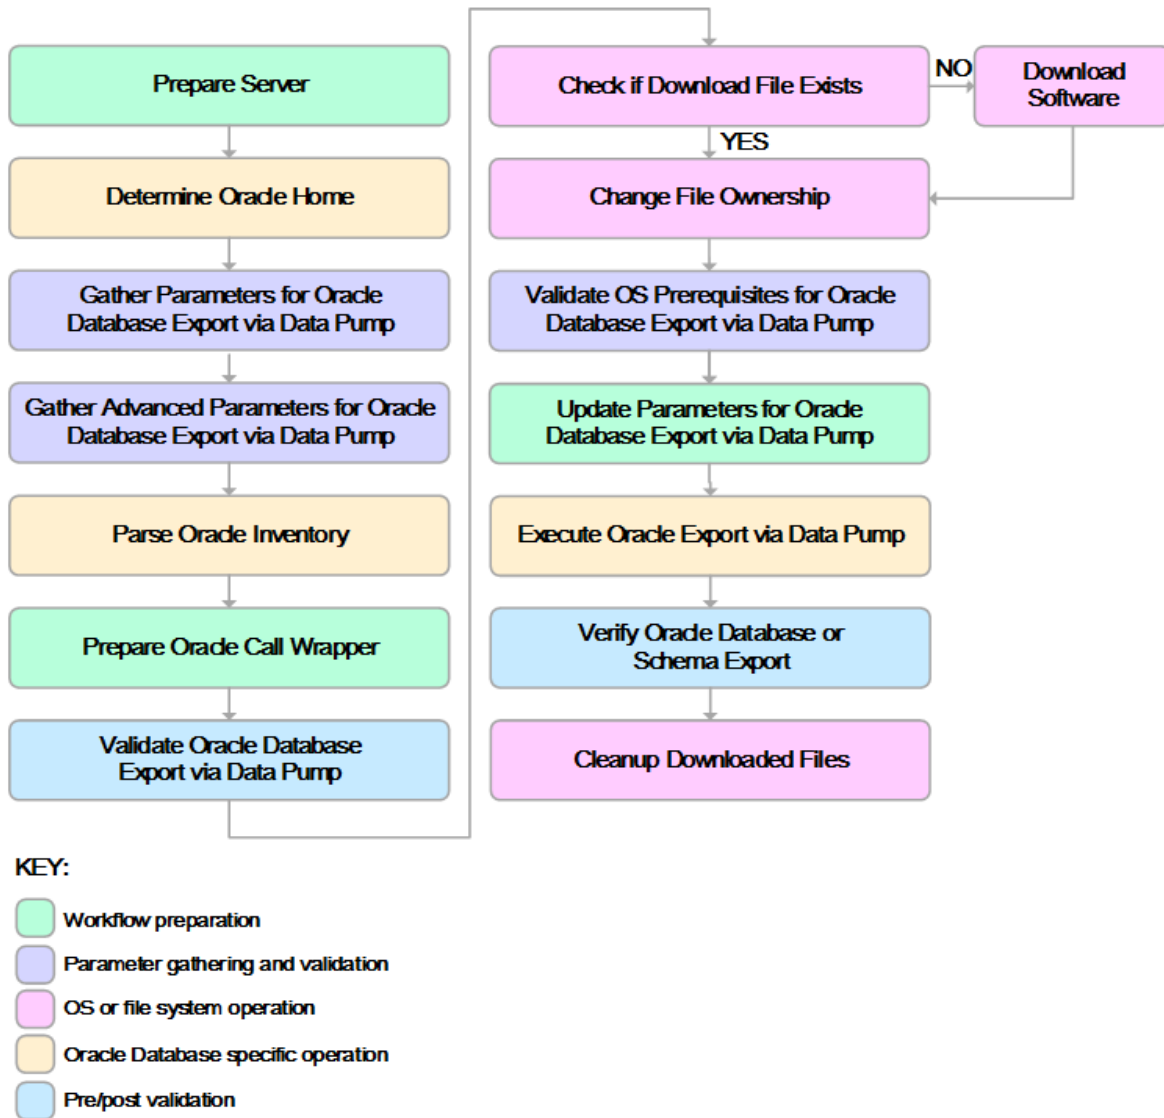 Prepare Server
Determine Oracle Home
Gather Parameters for Oracle
Database Export via Data Pump
Gather Advanced Parameters for Oracle
Database Export via Data Pump
Parse Oracle Inventory
Prepare Oracle Call Wrapper
Validate Oracle Database
Export via Data Pump
Check if Download File Exists
NO
Download
Software
YES
Change File Ownership
Validate OS Prerequisites for Oracle
Database Export via Data Pump
Update Parameters for Oracle
Database Export via Data Pump
Execute Oracle Export via Data Pump
Verify Oracle Database or
Schema Export
Cleanup Downloaded Files
KEY:
Workflow preparation
Parameter gathering and validation
OS or file system operation
Oracle Database specific operation
Pre/post validation